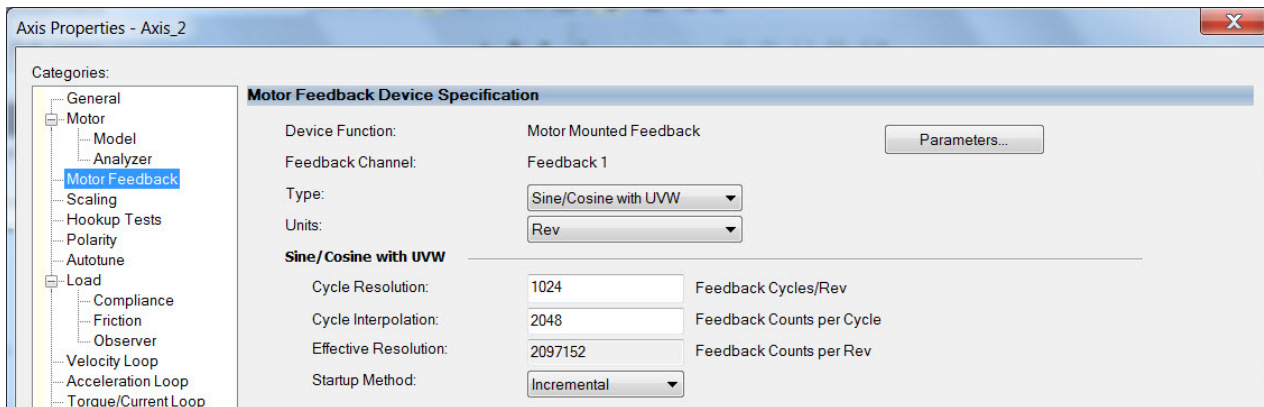 Axis Properties - Axis_2
X
Categories:
General
Motor
Model
Analyzer
Motor Feedback
Scaling
Hookup Tests
Polarity
Autotune
Load
Compliance
Friction
Observer
Velocity Loop
Acceleration Loop
Torque/Current Loop
Motor Feedback Device Specification
Device Function: Motor Mounted Feedback Parameters...
Feedback Channel: Feedback 1
Type: Sine/Cosine with UVW
Units: Rev
Sine/Cosine with UVW
Cycle Resolution: 1024 Feedback Cycles/Rev
Cycle Interpolation: 2048 Feedback Counts per Cycle
Effective Resolution: 2097152 Feedback Counts per Rev
Startup Method: Incremental